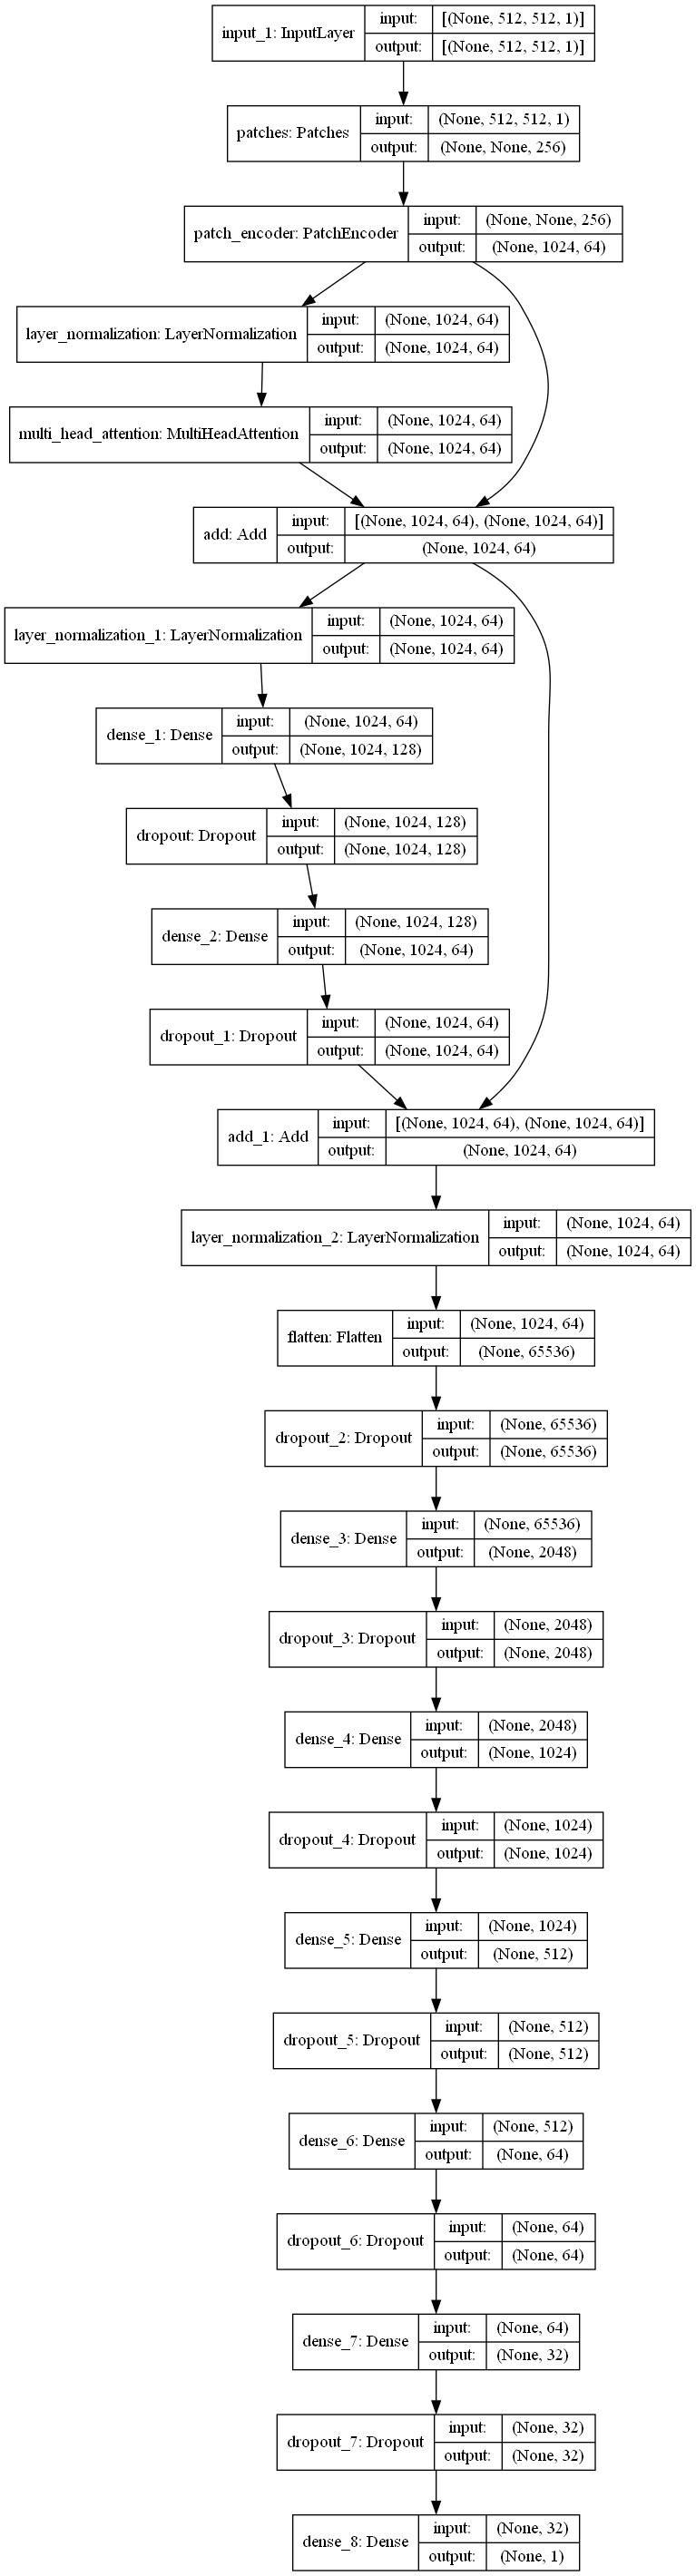 input_1: InputLayer
input: [(None, 512, 512, 1)]
output: [(None, 512, 512, 1)]
patches: Patches
input: (None, 512, 512, 1)
output: (None, None, 256)
patch_encoder: PatchEncoder
input: (None, None, 256)
output: (None, 1024, 64)
layer_normalization: LayerNormalization
input: (None, 1024, 64)
output: (None, 1024, 64)
multi_head_attention: MultiHeadAttention
input: (None, 1024, 64)
output: (None, 1024, 64)
add: Add
input: [(None, 1024, 64), (None, 1024, 64)]
output: (None, 1024, 64)
layer_normalization_1: LayerNormalization
input: (None, 1024, 64)
output: (None, 1024, 64)
dense_1: Dense
input: (None, 1024, 64)
output: (None, 1024, 128)
dropout: Dropout
input: (None, 1024, 128)
output: (None, 1024, 128)
dense_2: Dense
input: (None, 1024, 128)
output: (None, 1024, 64)
dropout_1: Dropout
input: (None, 1024, 64)
output: (None, 1024, 64)
add_1: Add
input: [(None, 1024, 64), (None, 1024, 64)]
output: (None, 1024, 64)
layer_normalization_2: LayerNormalization
input: (None, 1024, 64)
output: (None, 1024, 64)
flatten: Flatten
input: (None, 1024, 64)
output: (None, 65536)
dropout_2: Dropout
input: (None, 65536)
output: (None, 65536)
dense_3: Dense
input: (None, 65536)
output: (None, 2048)
dropout_3: Dropout
input: (None, 2048)
output: (None, 2048)
dense_4: Dense
input: (None, 2048)
output: (None, 1024)
dropout_4: Dropout
input: (None, 1024)
output: (None, 1024)
dense_5: Dense
input: (None, 1024)
output: (None, 512)
dropout_5: Dropout
input: (None, 512)
output: (None, 512)
dense_6: Dense
input: (None, 512)
output: (None, 64)
dropout_6: Dropout
input: (None, 64)
output: (None, 64)
dense_7: Dense
input: (None, 64)
output: (None, 32)
dropout_7: Dropout
input: (None, 32)
output: (None, 32)
dense_8: Dense
input: (None, 32)
output: (None, 1)